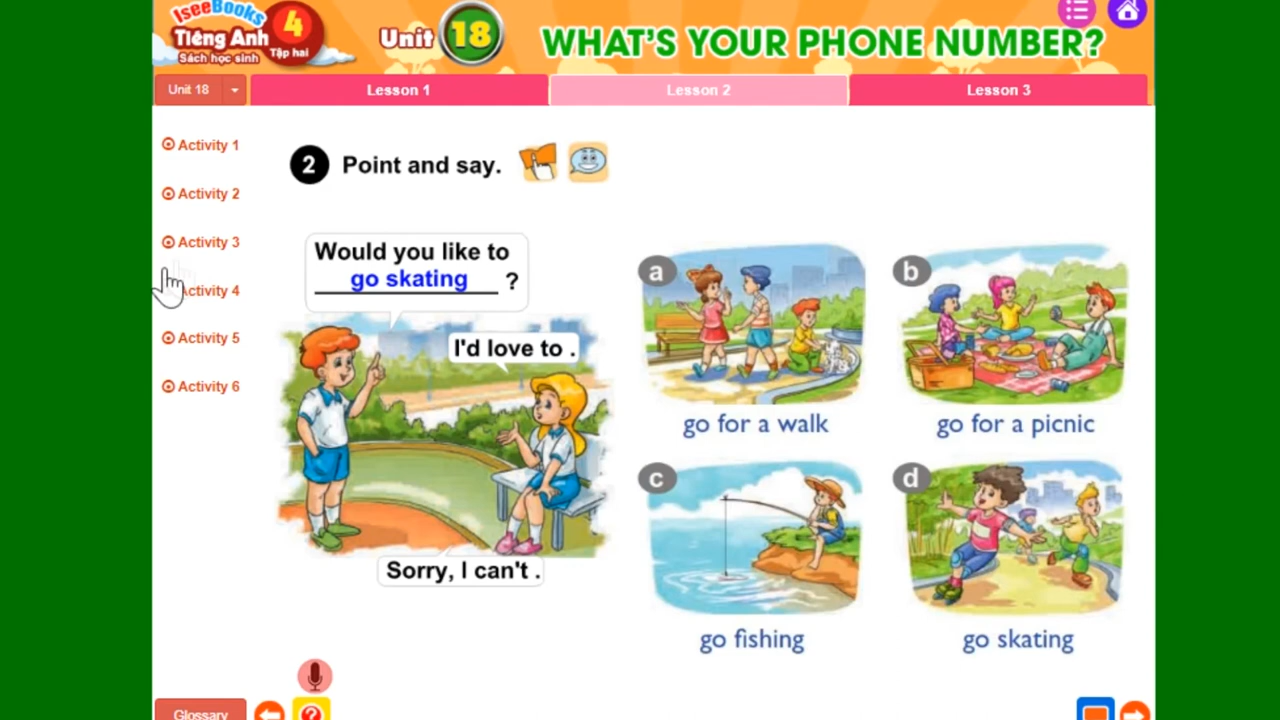 IseeBooks
Tiếng Anh 4
Sách học sinh Tập hai
Unit 18
WHAT'S YOUR PHONE NUMBER?
Unit 18
Lesson 1
Lesson 2
Lesson 3
Activity 1
Activity 2
Activity 3
ctivity 4
Activity 5
Activity 6
2 Point and say.
Would you like to
go skating ?
I'd love to .
Sorry, I can't .
a
go for a walk
b
go for a picnic
c
go fishing
d
go skating
Glossary
?